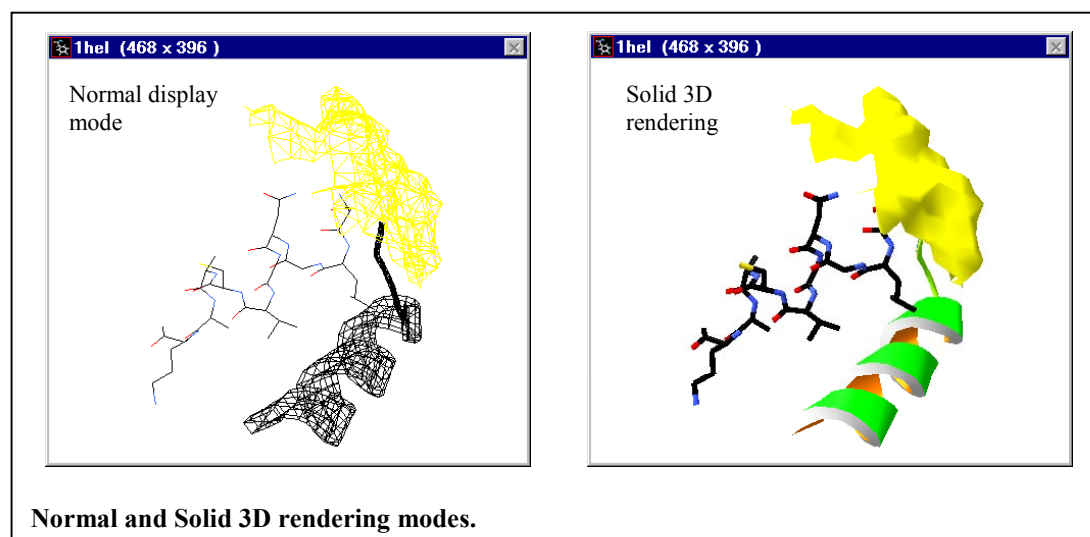 1hel (468 x 396 )
Normal display
mode
1hel (468 x 396 )
Solid 3D
rendering
Normal and Solid 3D rendering modes.